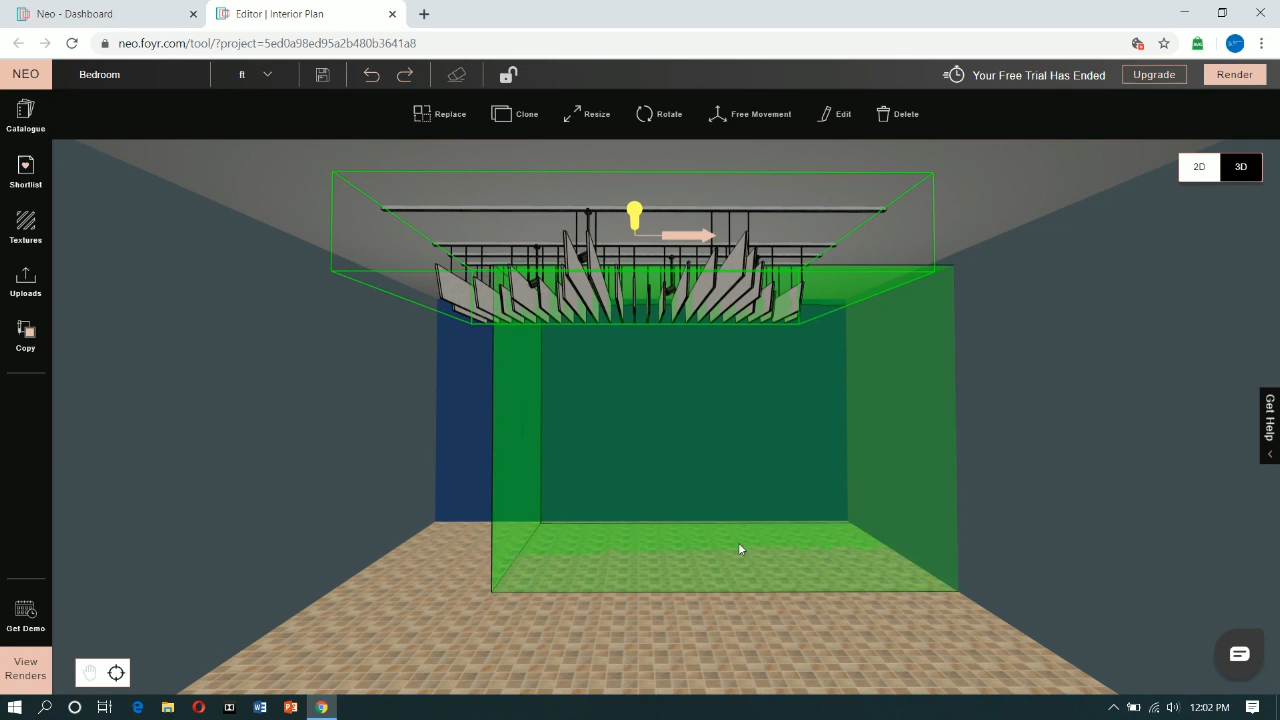 Neo - Dashboard
Editor | Interior Plan
neo.foyr.com/tool/?project=5ed0a98ed95a2b480b3641a8
NEO
Bedroom
ft
Your Free Trial Has Ended
Upgrade
Render
Replace
Clone
Resize
Rotate
Free Movement
Edit
Delete
Catalogue
Shortlist
Textures
Uploads
Copy
2D
3D
Get Help
Get Demo
View
Renders
12:02 PM